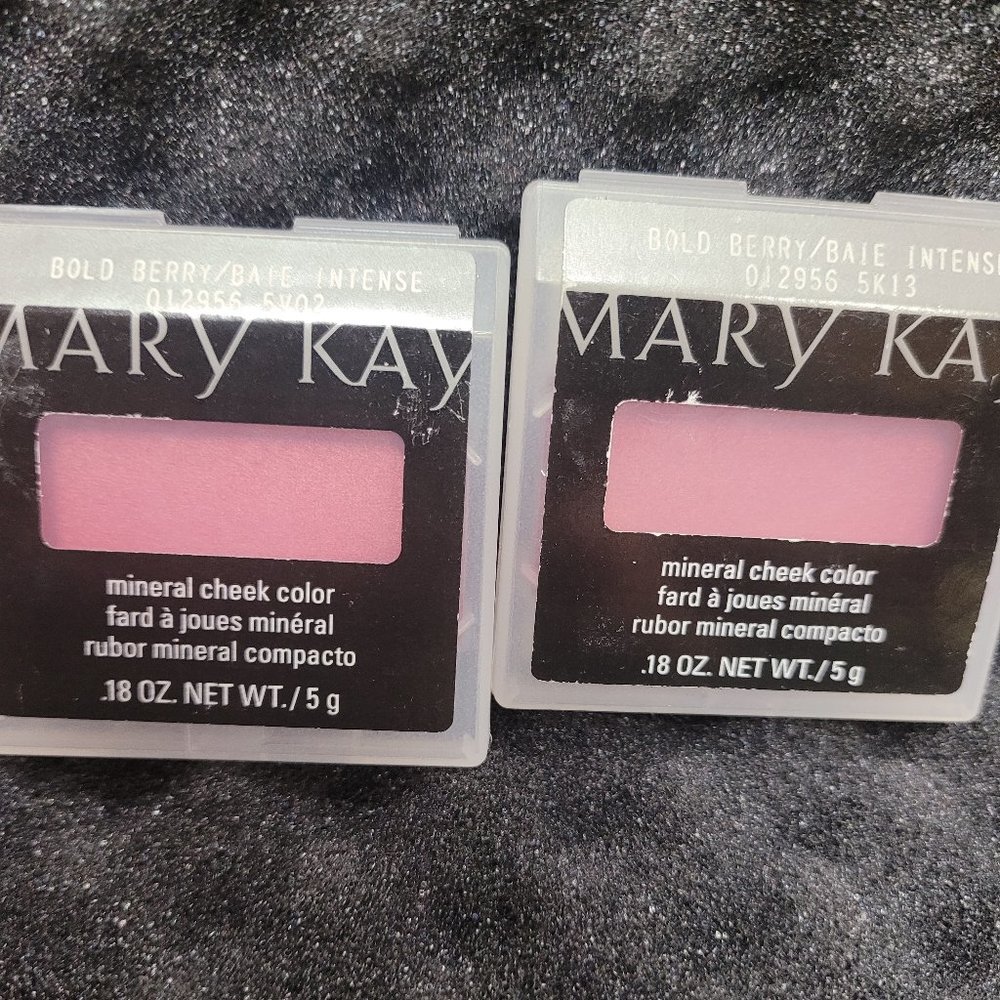 BOLD BERRY/BAIE INTENSE
012956 5V02
MARY KAY
mineral cheek color
fard à joues minéral
rubor mineral compacto
.18 OZ. NET WT./5 g
BOLD BERRY/BAIE INTENSE
012956 5K13
MARY KAY
mineral cheek color
fard à joues minéral
rubor mineral compacto
.18 OZ. NET WT./5 g